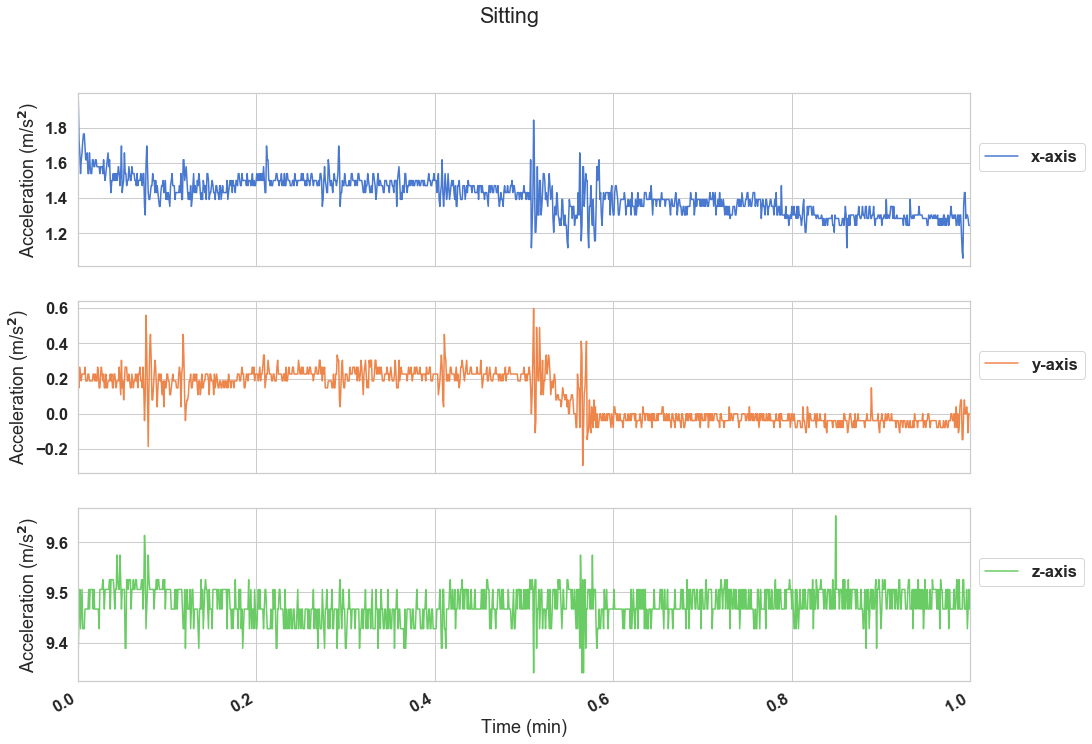 Sitting
Acceleration (m/s²)
1.8
1.6
1.4
1.2
x-axis
Acceleration (m/s²)
0.6
0.4
0.2
0.0
−0.2
y-axis
Acceleration (m/s²)
9.6
9.5
9.4
z-axis
0.0 0.2 0.4 0.6 0.8 1.0
Time (min)